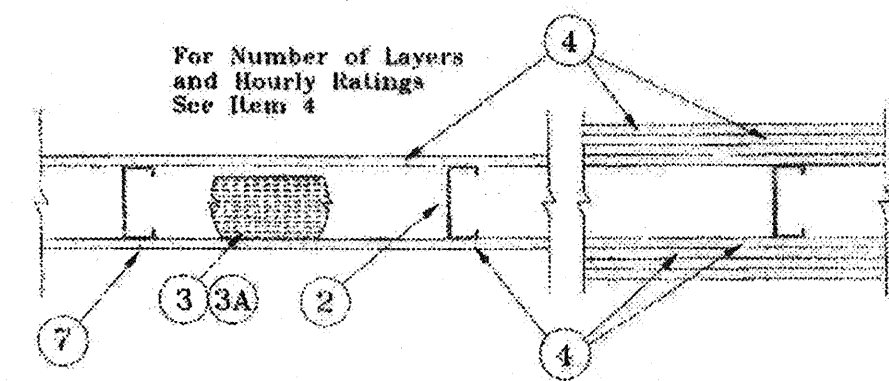 For Number of Layers
and Hourly Ratings
See Item 4
4
3 3A
2
7
4